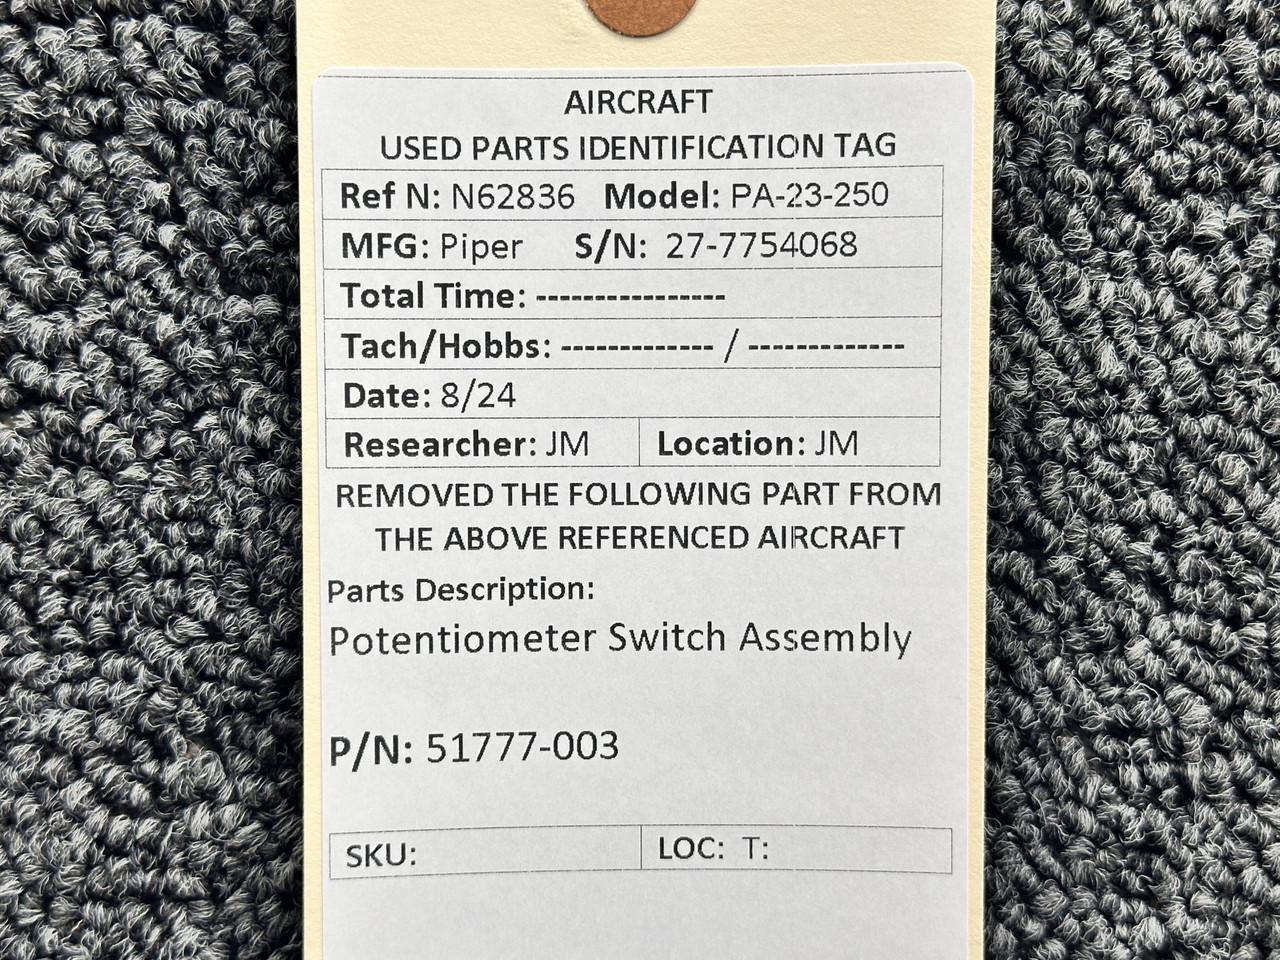 AIRCRAFT
USED PARTS IDENTIFICATION TAG
Ref N: N62836 Model: PA-23-250
MFG: Piper S/N: 27-7754068
Total Time: ----------------
Tach/Hobbs: ------------- / -------------
Date: 8/24
Researcher: JM Location: JM
REMOVED THE FOLLOWING PART FROM
THE ABOVE REFERENCED AIRCRAFT
Parts Description:
Potentiometer Switch Assembly
P/N: 51777-003
SKU: LOC: T: